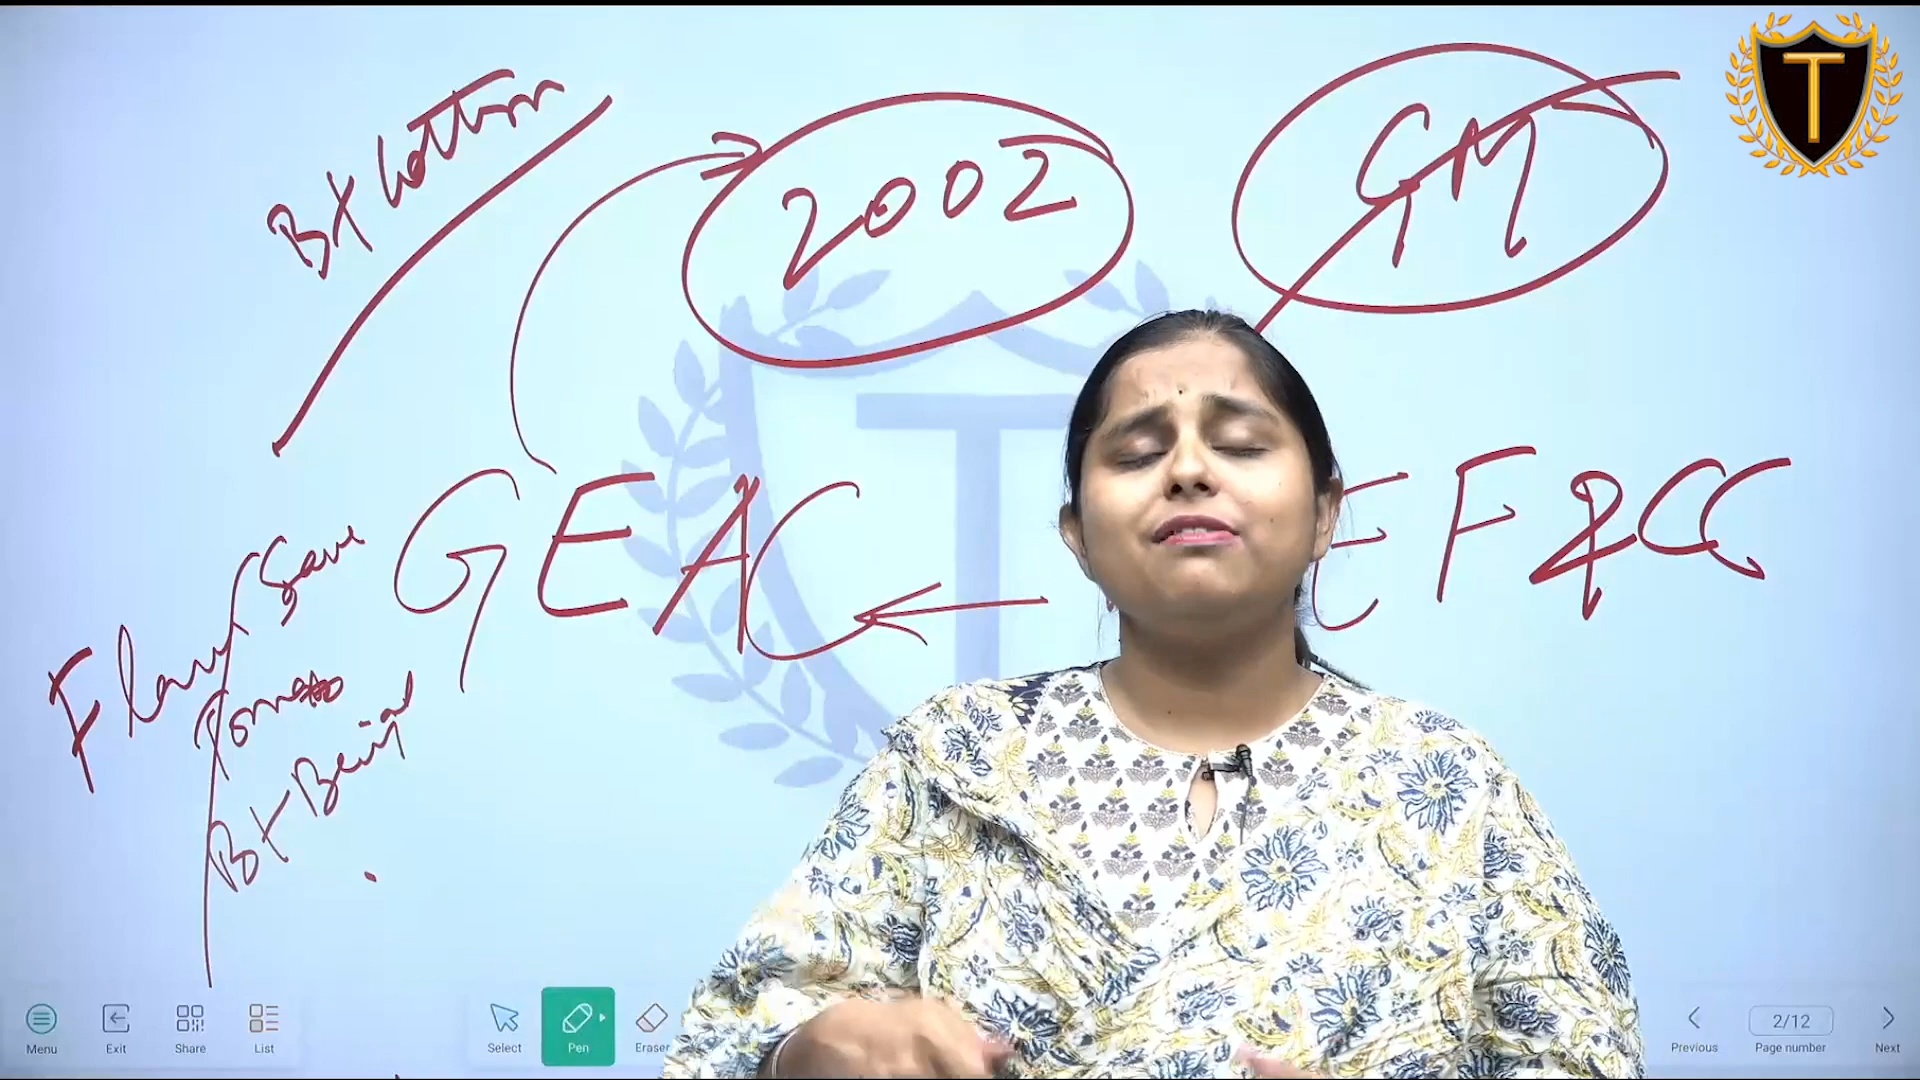 Bt Cotton
2002
GM
T
GEAC
EF&CC
Flavr Savr
Tomato
Bt Brinjal
Menu
Exit
Share
List
Select
Pen
Eraser
Previous
2/12
Page number
Next